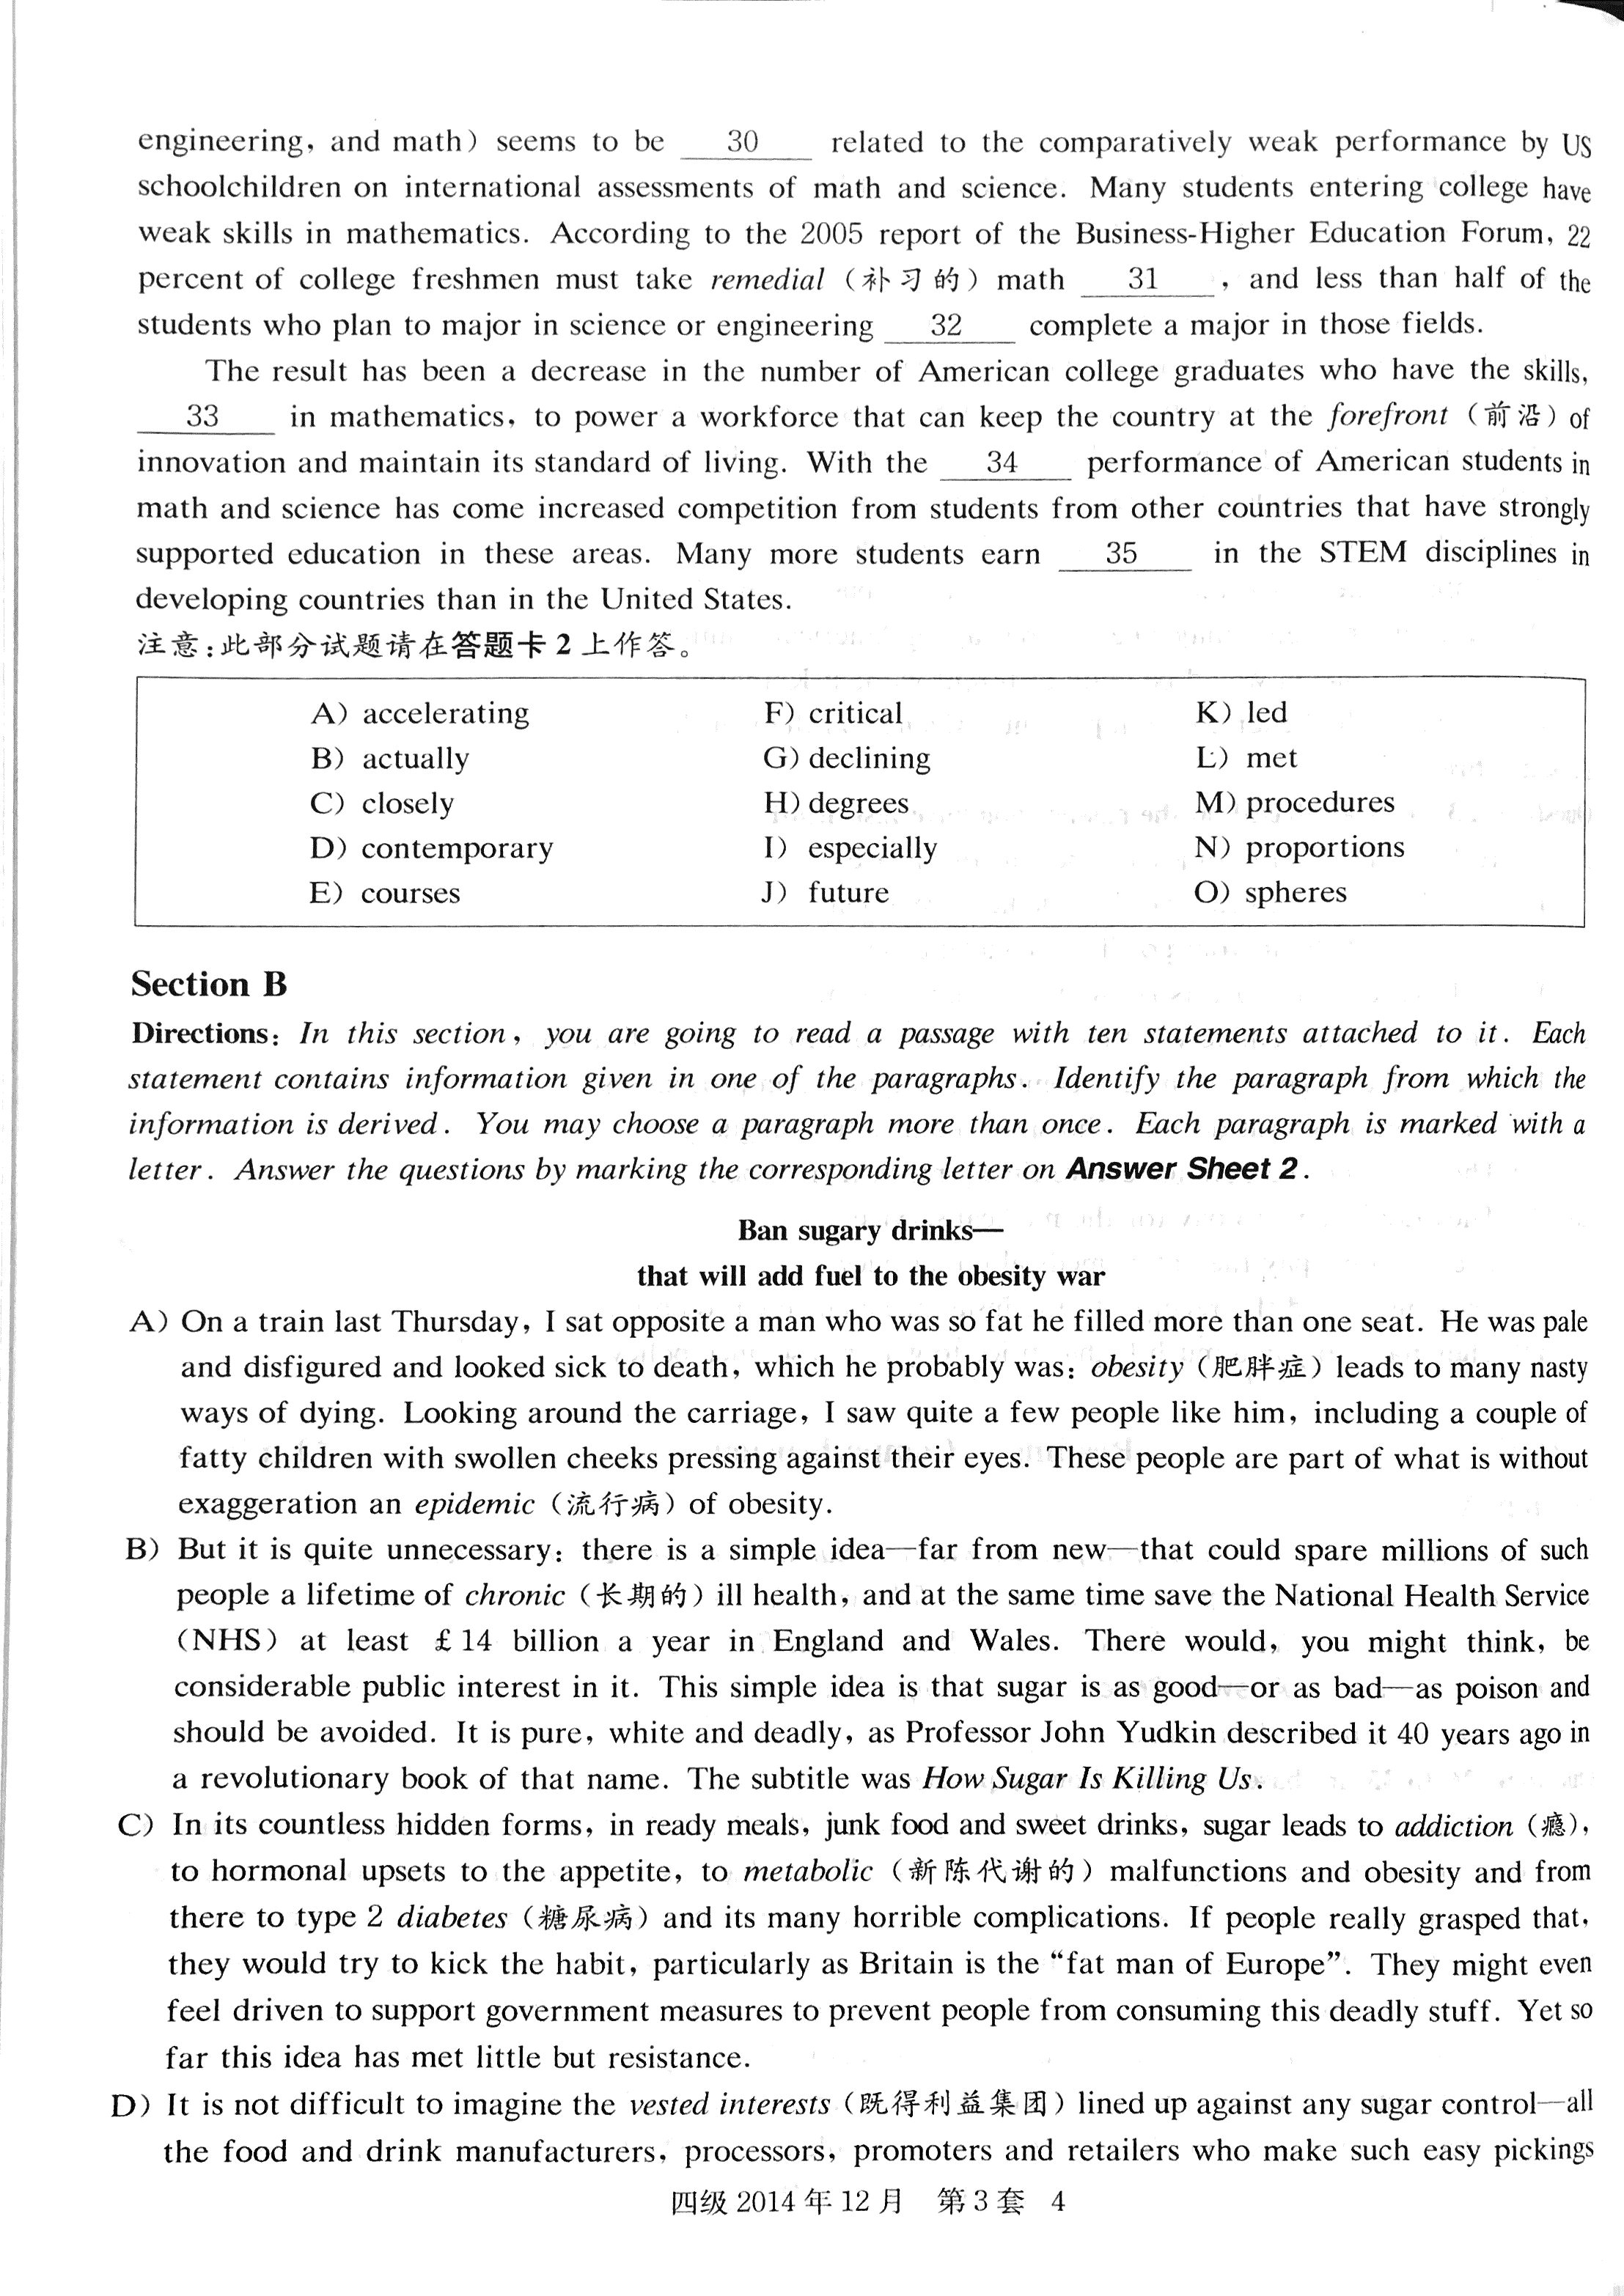 engineering, and math) seems to be 30 related to the comparatively weak performance by US
schoolchildren on international assessments of math and science. Many students entering college have
weak skills in mathematics. According to the 2005 report of the Business-Higher Education Forum, 22
percent of college freshmen must take remedial (补习的) math 31 , and less than half of the
students who plan to major in science or engineering 32 complete a major in those fields.
The result has been a decrease in the number of American college graduates who have the skills,
33 in mathematics, to power a workforce that can keep the country at the forefront (前沿) of
innovation and maintain its standard of living. With the 34 performance of American students in
math and science has come increased competition from students from other countries that have strongly
supported education in these areas. Many more students earn 35 in the STEM disciplines in
developing countries than in the United States.
注意:此部分试题请在答题卡 2 上作答。
A) accelerating F) critical K) led
B) actually G) declining L) met
C) closely H) degrees M) procedures
D) contemporary I) especially N) proportions
E) courses J) future O) spheres
Section B
Directions: In this section, you are going to read a passage with ten statements attached to it. Each
statement contains information given in one of the paragraphs. Identify the paragraph from which the
information is derived. You may choose a paragraph more than once. Each paragraph is marked with a
letter. Answer the questions by marking the corresponding letter on Answer Sheet 2.
Ban sugary drinks—
that will add fuel to the obesity war
A) On a train last Thursday, I sat opposite a man who was so fat he filled more than one seat. He was pale
and disfigured and looked sick to death, which he probably was: obesity (肥胖症) leads to many nasty
ways of dying. Looking around the carriage, I saw quite a few people like him, including a couple of
fatty children with swollen cheeks pressing against their eyes. These people are part of what is without
exaggeration an epidemic (流行病) of obesity.
B) But it is quite unnecessary: there is a simple idea—far from new—that could spare millions of such
people a lifetime of chronic (长期的) ill health, and at the same time save the National Health Service
(NHS) at least £14 billion a year in England and Wales. There would, you might think, be
considerable public interest in it. This simple idea is that sugar is as good—or as bad—as poison and
should be avoided. It is pure, white and deadly, as Professor John Yudkin described it 40 years ago in
a revolutionary book of that name. The subtitle was How Sugar Is Killing Us.
C) In its countless hidden forms, in ready meals, junk food and sweet drinks, sugar leads to addiction (瘾),
to hormonal upsets to the appetite, to metabolic (新陈代谢的) malfunctions and obesity and from
there to type 2 diabetes (糖尿病) and its many horrible complications. If people really grasped that,
they would try to kick the habit, particularly as Britain is the “fat man of Europe”. They might even
feel driven to support government measures to prevent people from consuming this deadly stuff. Yet so
far this idea has met little but resistance.
D) It is not difficult to imagine the vested interests (既得利益集团) lined up against any sugar control—all
the food and drink manufacturers, processors, promoters and retailers who make such easy pickings
四级 2014 年 12 月 第 3 套 4